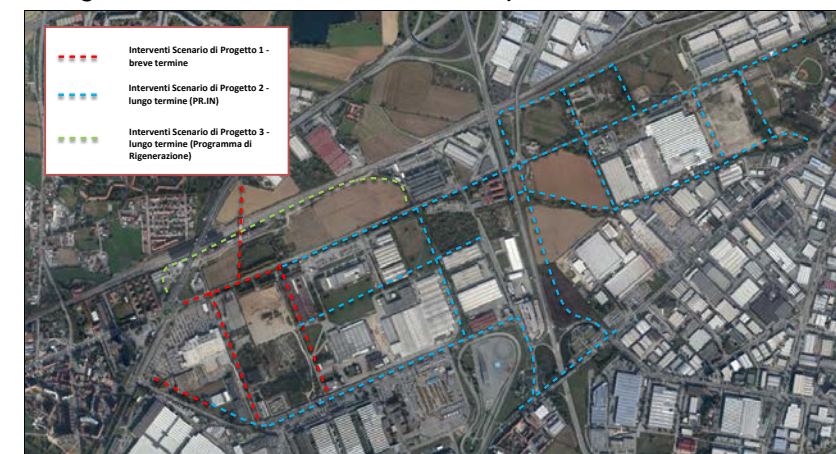 Interventi Scenario di Progetto 1 -
breve termine
Interventi Scenario di Progetto 2 -
lungo termine (PR.IN)
Interventi Scenario di Progetto 3 -
lungo termine (Programma di
Rigenerazione)